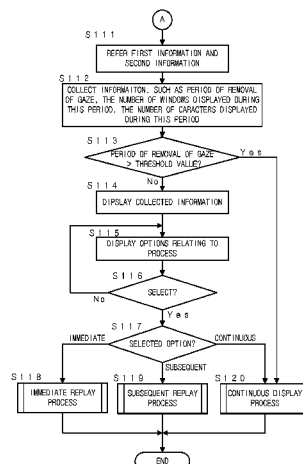 A
S111
REFER FIRST INFORMATION AND
SECOND INFORMATION
S112
COLLECT INFORMAITON, SUCH AS PERIOD OF REMOVAL
OF GAZE, THE NUMBER OF WINDOWS DISPLAYED DURING
THIS PERIOD, THE NUMBER OF CARACTERS DISPLAYED
DURING THIS PERIOD
S113
PERIOD OF REMOVAL OF GAZE
> THRESHOLD VALUE?
Yes
No
S114
DIPSLAY COLLECTED INFORMATION
S115
DISPLAY OPTIONS RELATING TO
PROCESS
S116
SELECT?
No
Yes
S117
IMMEDIATE
SELECTED OPTION?
CONTINUOUS
SUBSEQUENT
S118
S119
S120
IMMEDIATE REPLAY
PROCESS
SUBSEQUENT REPLAY
PROCESS
CONTINUOUS DISPLAY
PROCESS
END